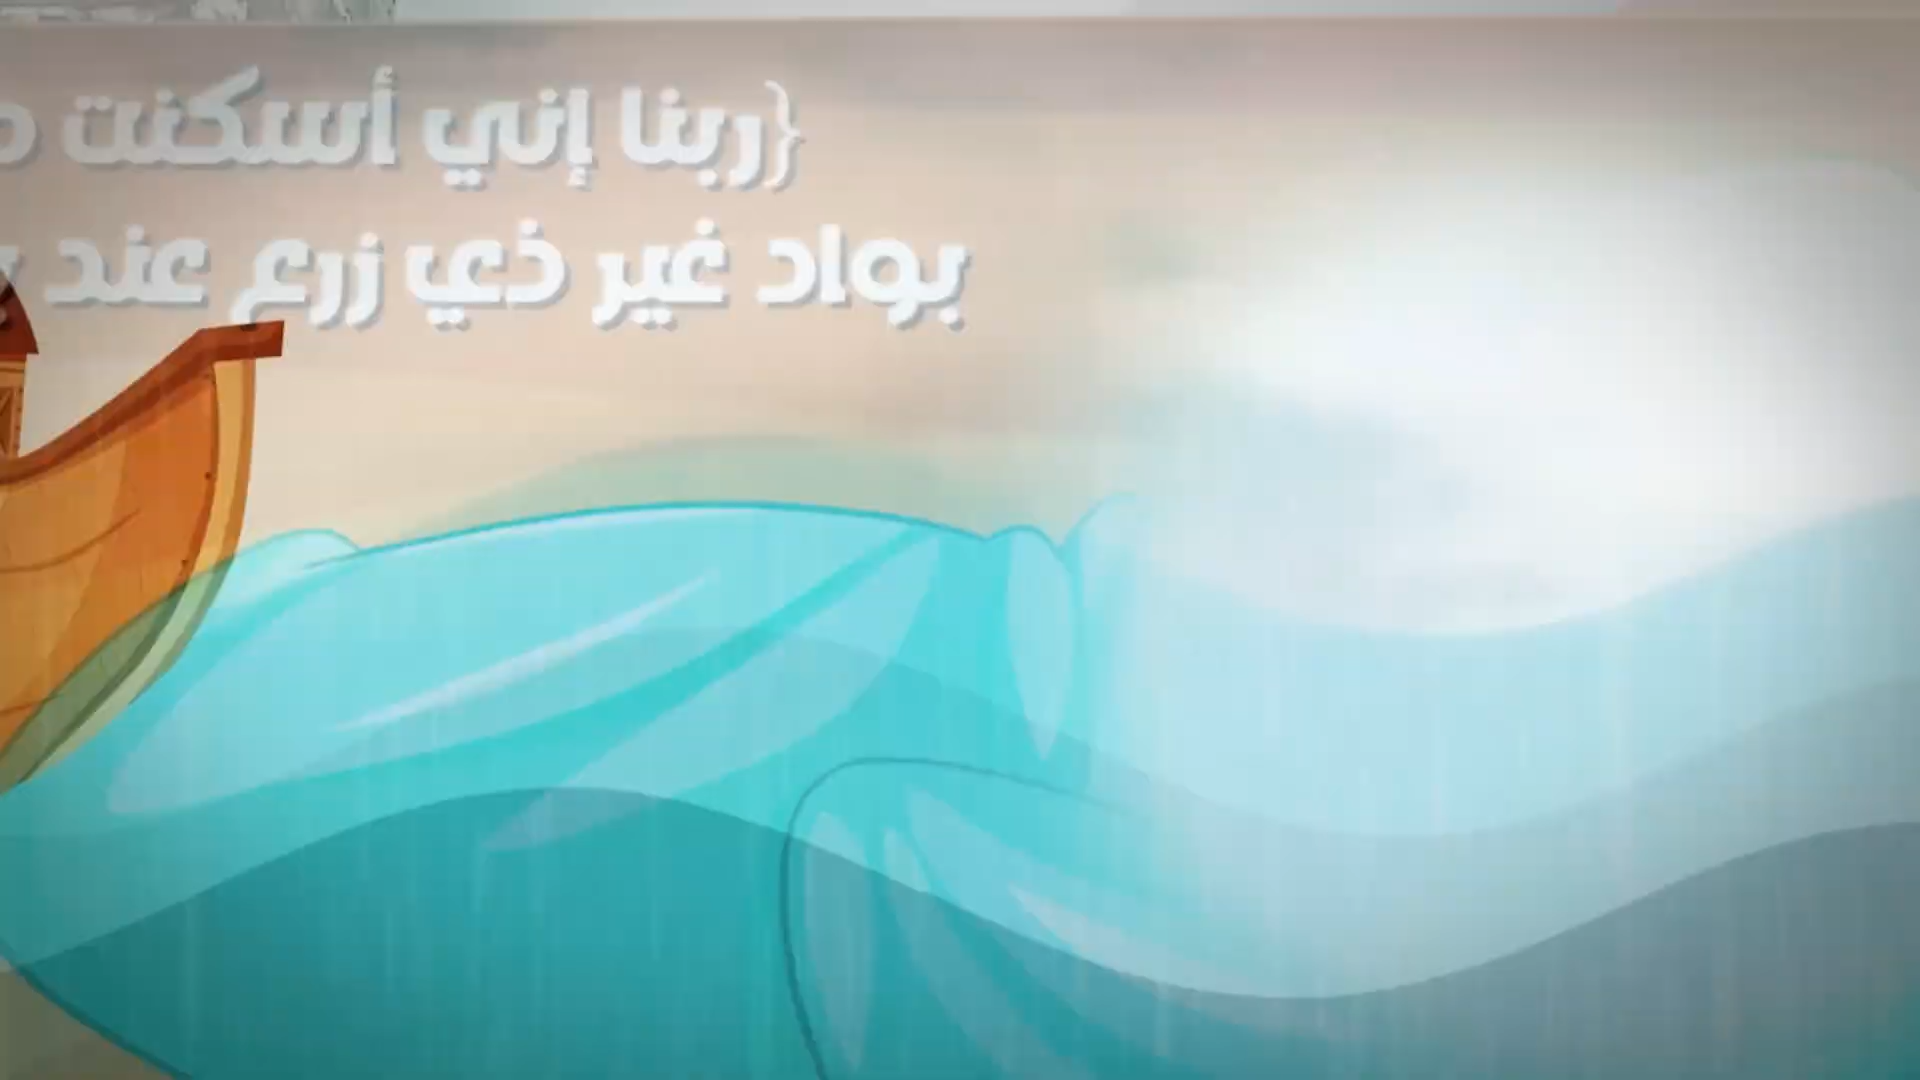 {ربنا إني أسكنت
بواد غير ذي زرع عند